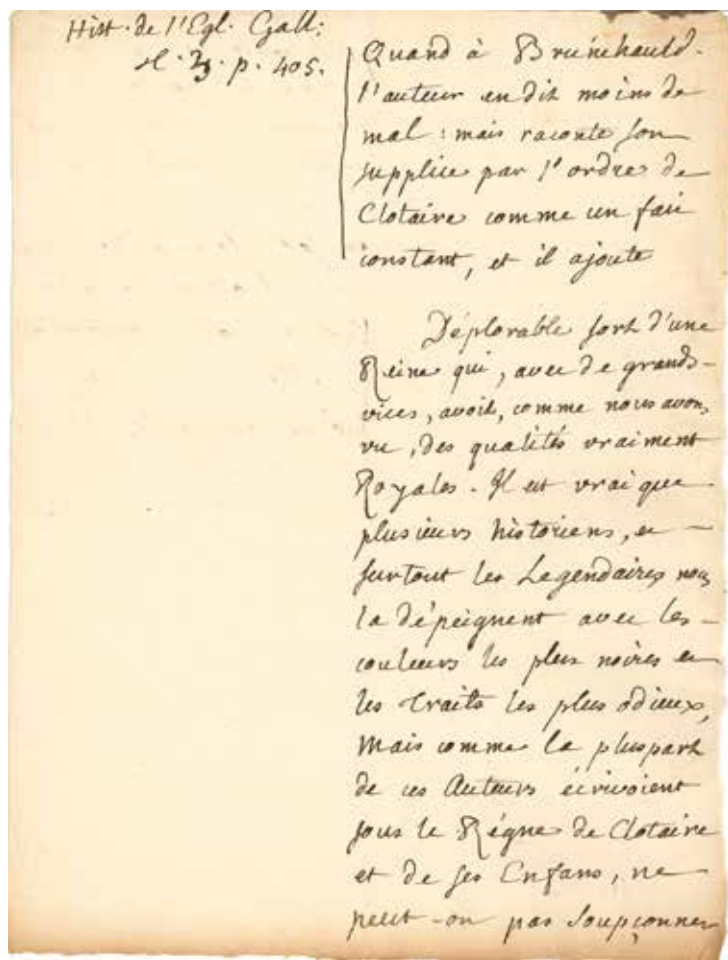 Hist. de l'Egl. Gall:
t. 3. p. 405.
Quand à Brunehauld.
l'auteur en dit moins de
mal : mais raconte son
supplice par l'ordre de
Clotaire comme un fait
constant, et il ajoute
Déplorable sort d'une
Reine qui, avec de grands
vices, avoit, comme nous avons
vu, des qualités vraiment
Royales. Il est vrai que
plusieurs historiens, et
surtout les Legendaires nous
la dépeignent avec les
couleurs les plus noires et
les traits les plus odieux,
mais comme la pluspart
de ces Auteurs écrivoient
sous le Régne de Clotaire
et de ses Enfans, ne
peut-on pas soupçonner